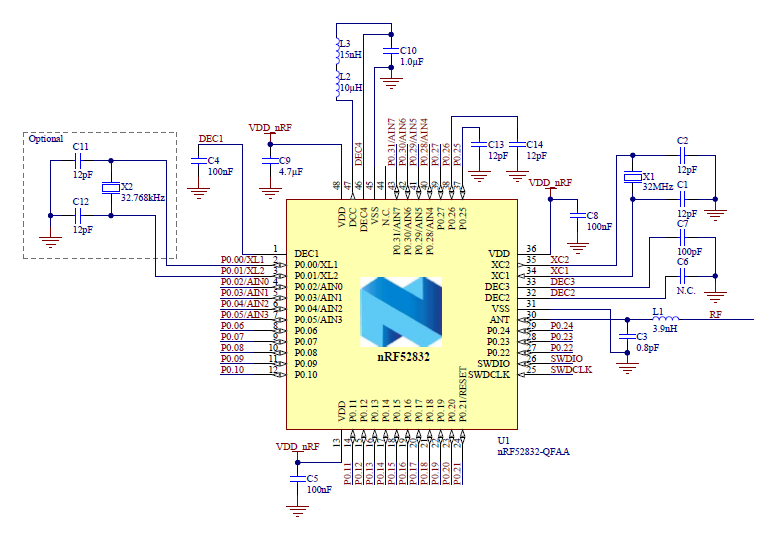 L3
15nH
C10
1.0µF
L2
10µH
Optional
C11
12pF
X2
32.768kHz
C12
12pF
DEC1
C4
100nF
VDD_nRF
C9
4.7µF
DEC4
P0.31/AIN7
P0.30/AIN6
P0.29/AIN5
P0.28/AIN4
P0.27
P0.26
P0.25
C13
12pF
C14
12pF
C2
12pF
X1
32MHz
C1
12pF
VDD_nRF
C8
100nF
C7
100pF
C6
N.C.
48 47 46 45 44 43 42 41 40 39 38 37
VDD
DCC
DEC4
VSS
N.C.
P0.31/AIN7
P0.30/AIN6
P0.29/AIN5
P0.28/AIN4
P0.27
P0.26
P0.25
1 DEC1
P0.00/XL1 2 P0.00/XL1
P0.01/XL2 3 P0.01/XL2
P0.02/AIN0 4 P0.02/AIN0
P0.03/AIN1 5 P0.03/AIN1
P0.04/AIN2 6 P0.04/AIN2
P0.05/AIN3 7 P0.05/AIN3
P0.06 8 P0.06
P0.07 9 P0.07
P0.08 10 P0.08
P0.09 11 P0.09
P0.10 12 P0.10
nRF52832
VDD 36
XC2 35 XC2
XC1 34 XC1
DEC3 33 DEC3
DEC2 32 DEC2
VSS 31
ANT 30
P0.24 29 P0.24
P0.23 28 P0.23
P0.22 27 P0.22
SWDIO 26 SWDIO
SWDCLK 25 SWDCLK
L1
3.9nH
RF
C3
0.8pF
VDD
P0.11
P0.12
P0.13
P0.14
P0.15
P0.16
P0.17
P0.18
P0.19
P0.20
P0.21/RESET
13 14 15 16 17 18 19 20 21 22 23 24
U1
nRF52832-QFAA
VDD_nRF
C5
100nF
P0.11
P0.12
P0.13
P0.14
P0.15
P0.16
P0.17
P0.18
P0.19
P0.20
P0.21